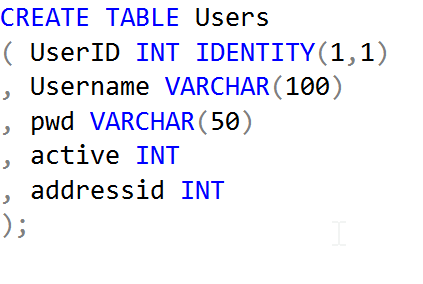 CREATE TABLE Users
( UserID INT IDENTITY(1,1)
, Username VARCHAR(100)
, pwd VARCHAR(50)
, active INT
, addressid INT
);